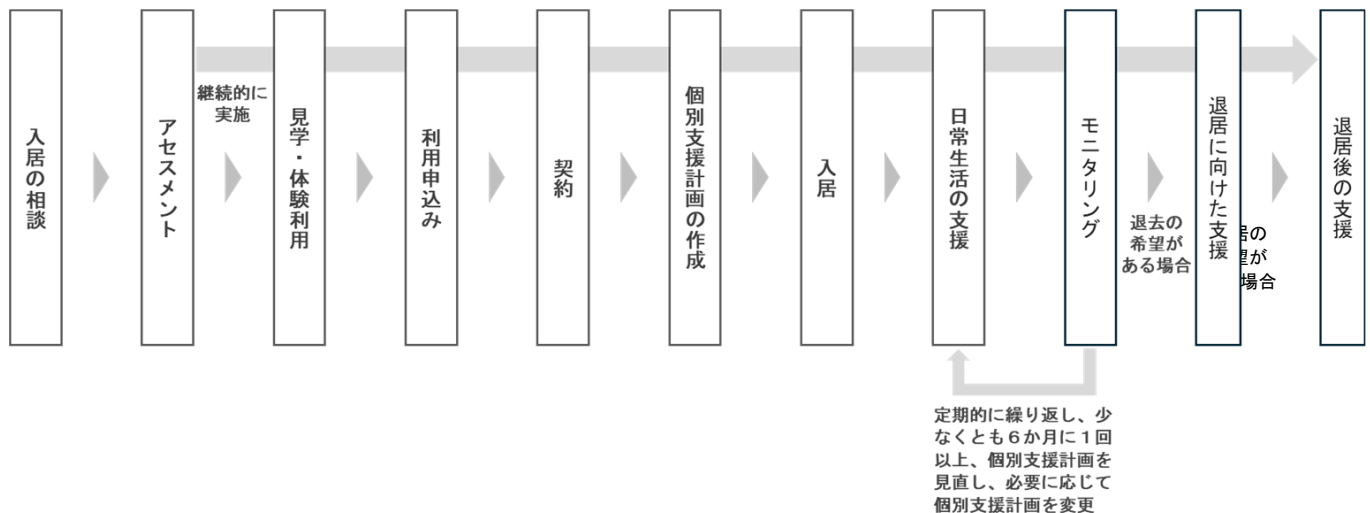 入居の相談
アセスメント
継続的に
実施
見学・体験利用
利用申込み
契約
個別支援計画の作成
入居
日常生活の支援
モニタリング
退去の
希望が
ある場合
退居に向けた支援
居の
望が
場合
退居後の支援
定期的に繰り返し、少
なくとも６か月に１回
以上、個別支援計画を
見直し、必要に応じて
個別支援計画を変更